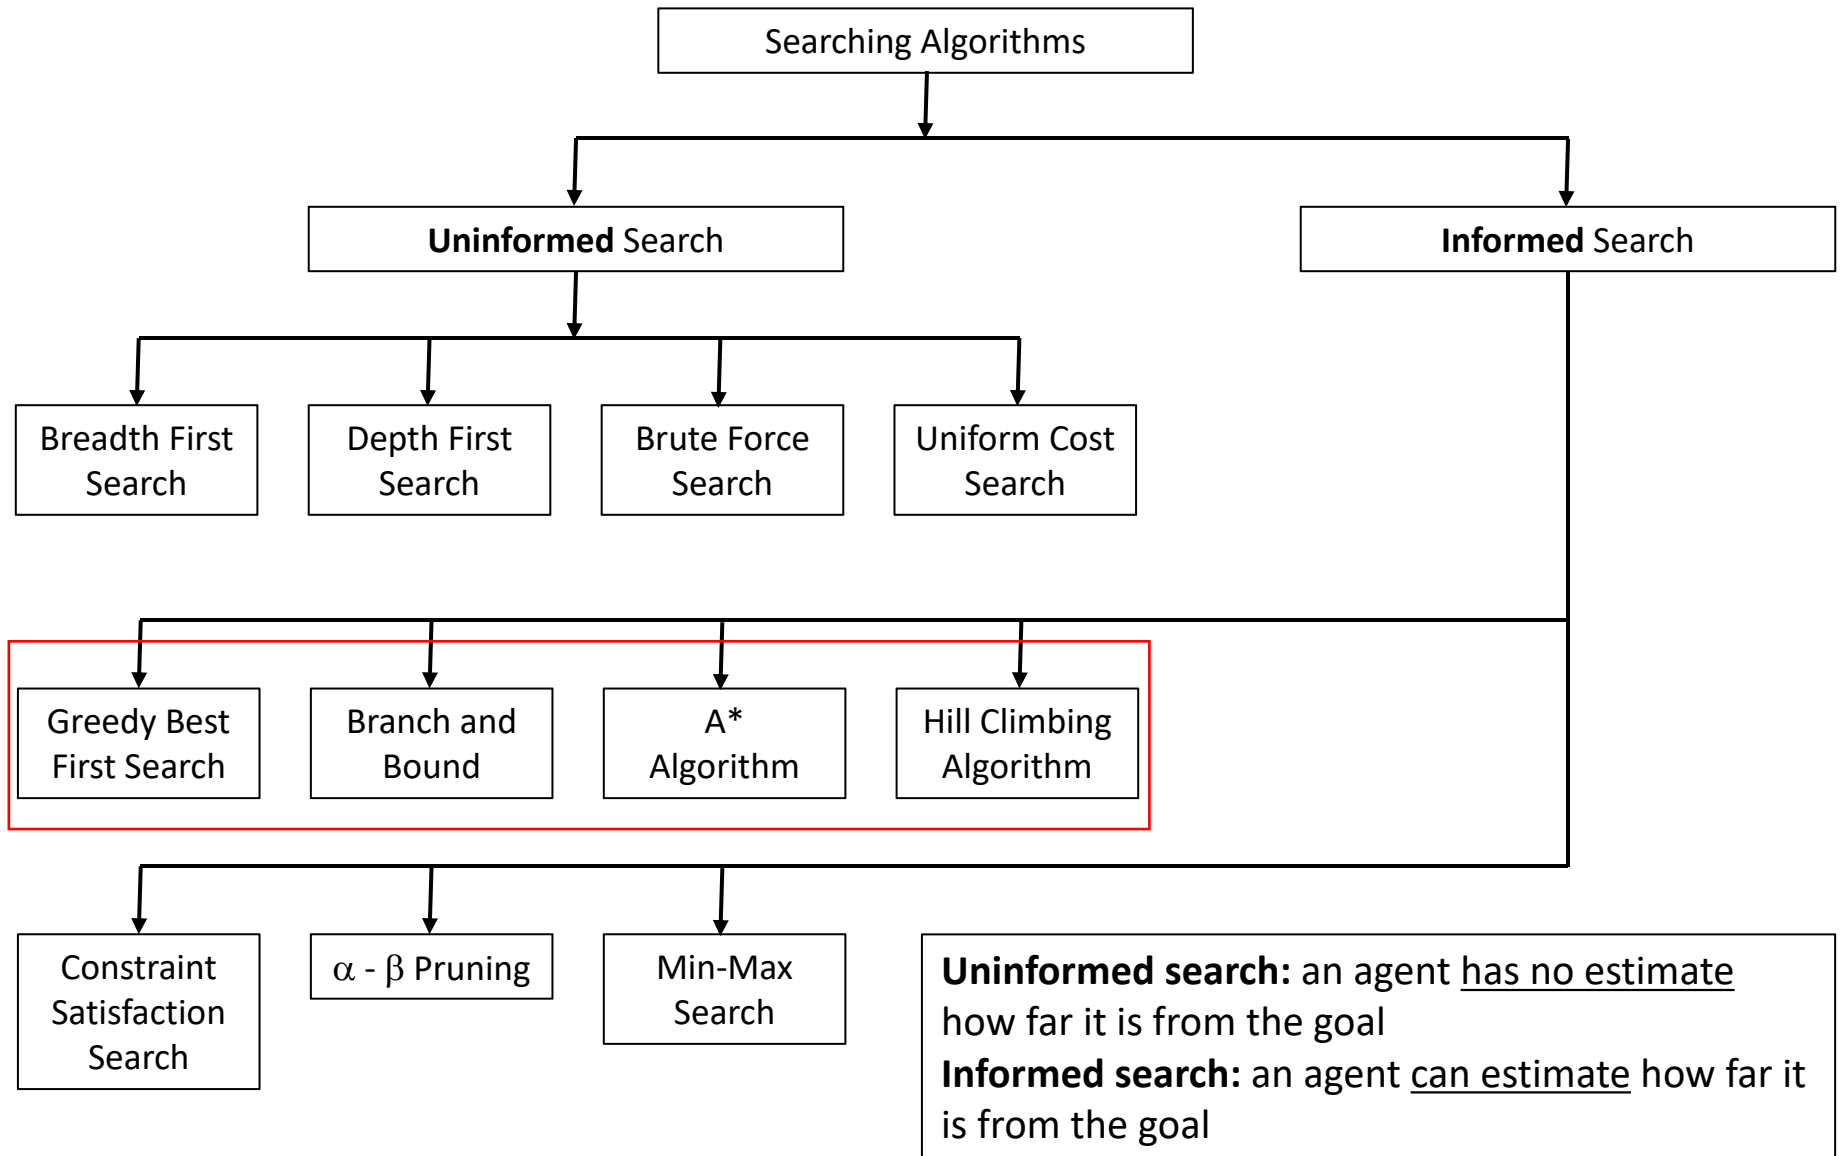 Searching Algorithms
Uninformed Search
Informed Search
Breadth First
Search
Depth First
Search
Brute Force
Search
Uniform Cost
Search
Greedy Best
First Search
Branch and
Bound
A*
Algorithm
Hill Climbing
Algorithm
Constraint
Satisfaction
Search
α - β Pruning
Min-Max
Search
Uninformed search: an agent has no estimate
how far it is from the goal
Informed search: an agent can estimate how far it
is from the goal